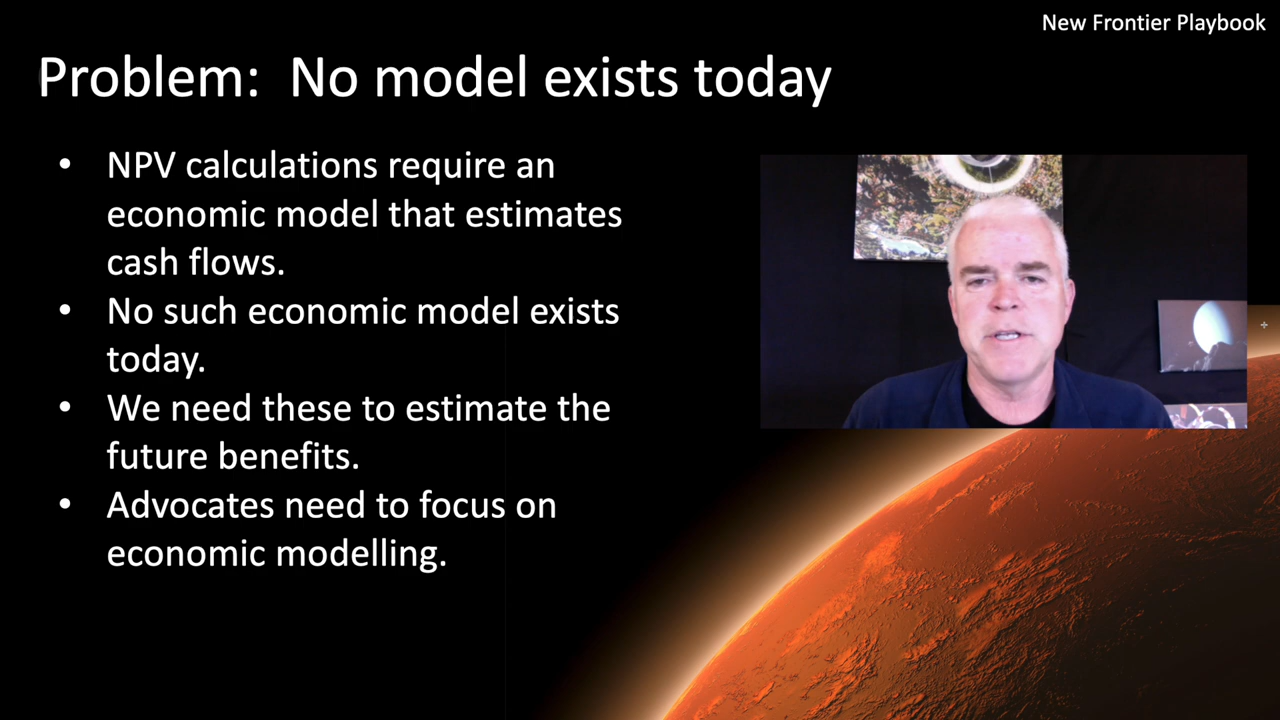 New Frontier Playbook
Problem: No model exists today
• NPV calculations require an
economic model that estimates
cash flows.
• No such economic model exists
today.
• We need these to estimate the
future benefits.
• Advocates need to focus on
economic modelling.